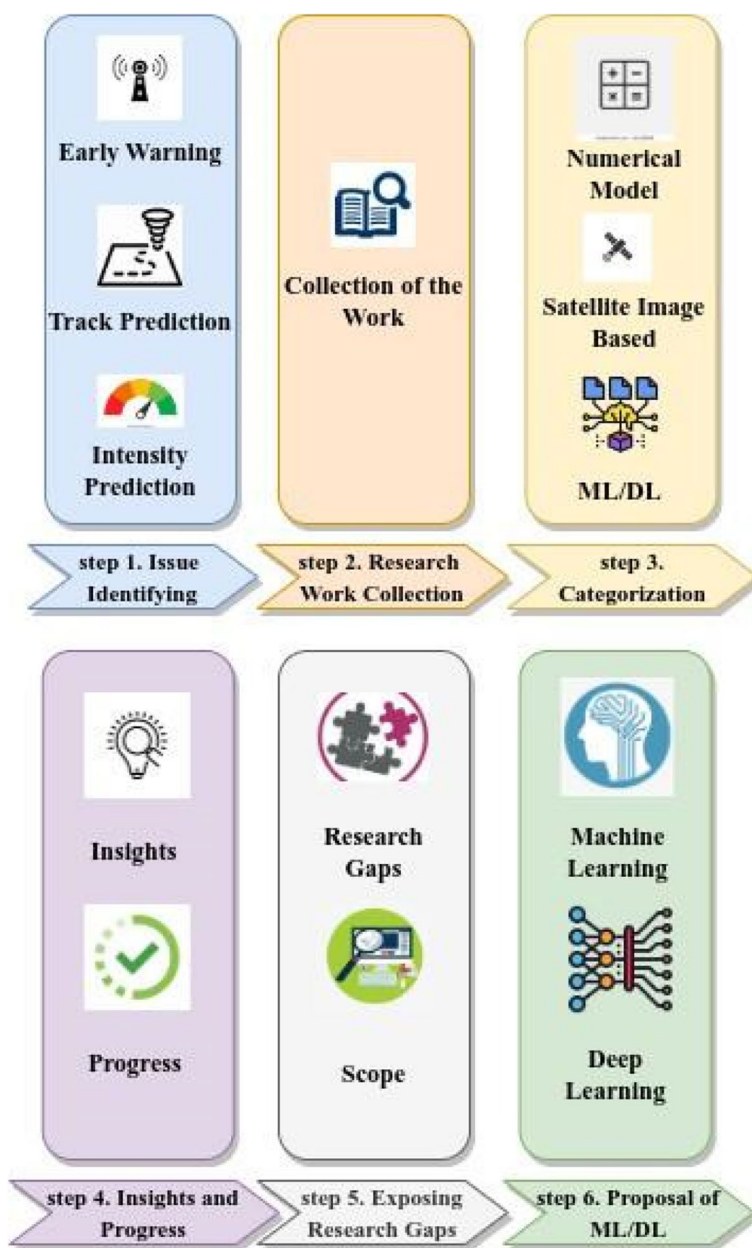 Early Warning
Track Prediction
Intensity
Prediction
Collection of the
Work
Numerical
Model
Satellite Image
Based
ML/DL
step 1. Issue
Identifying
step 2. Research
Work Collection
step 3.
Categorization
Insights
Progress
Research
Gaps
Scope
Machine
Learning
Deep
Learning
step 4. Insights and
Progress
step 5. Exposing
Research Gaps
step 6. Proposal of
ML/DL